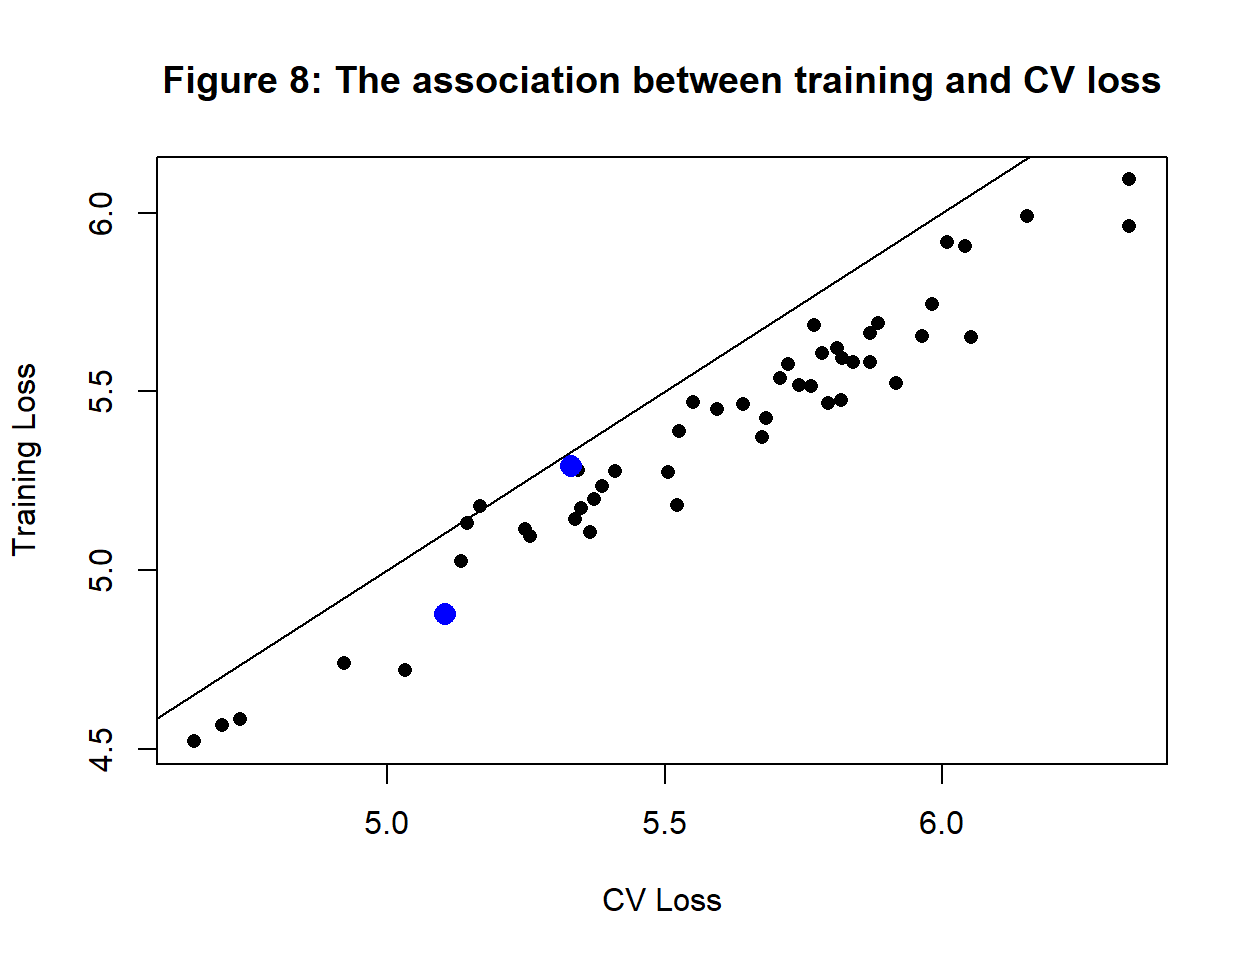 Figure 8: The association between training and CV loss
6.0
5.5
5.0
4.5
Training Loss
5.0 5.5 6.0
CV Loss